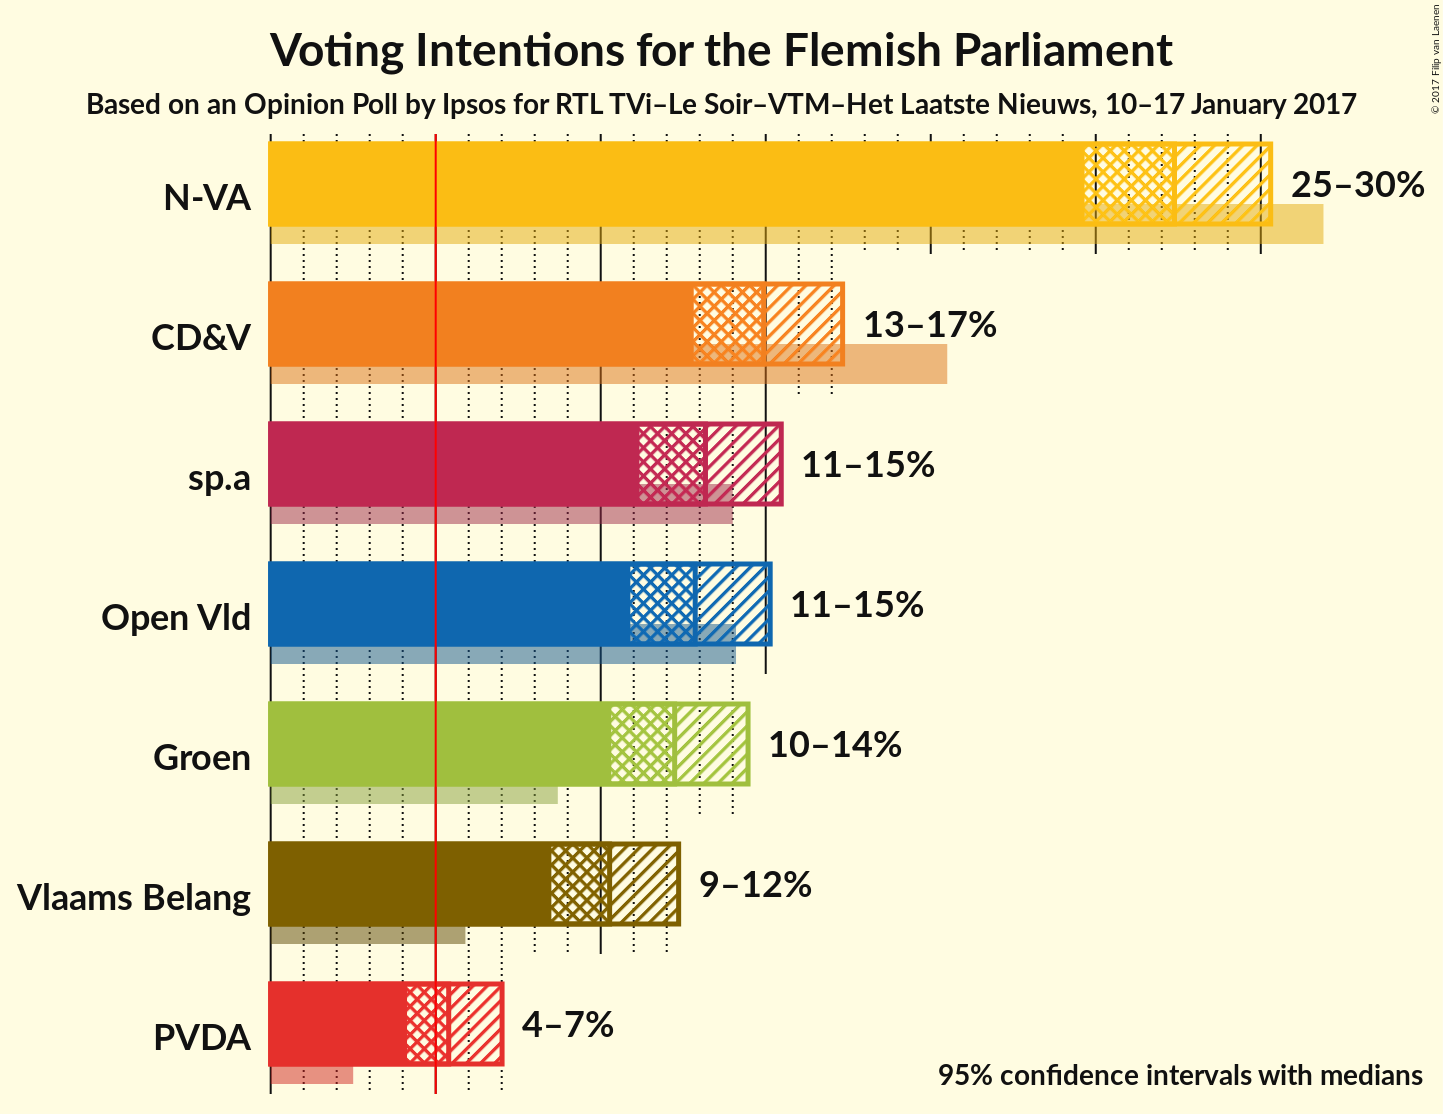 Voting Intentions for the Flemish Parliament
Based on an Opinion Poll by Ipsos for RTL TVi–Le Soir–VTM–Het Laatste Nieuws, 10–17 January 2017
© 2017 Filip van Laenen
N-VA
25–30%
CD&V
13–17%
sp.a
11–15%
Open Vld
11–15%
Groen
10–14%
Vlaams Belang
9–12%
PVDA
4–7%
95% confidence intervals with medians